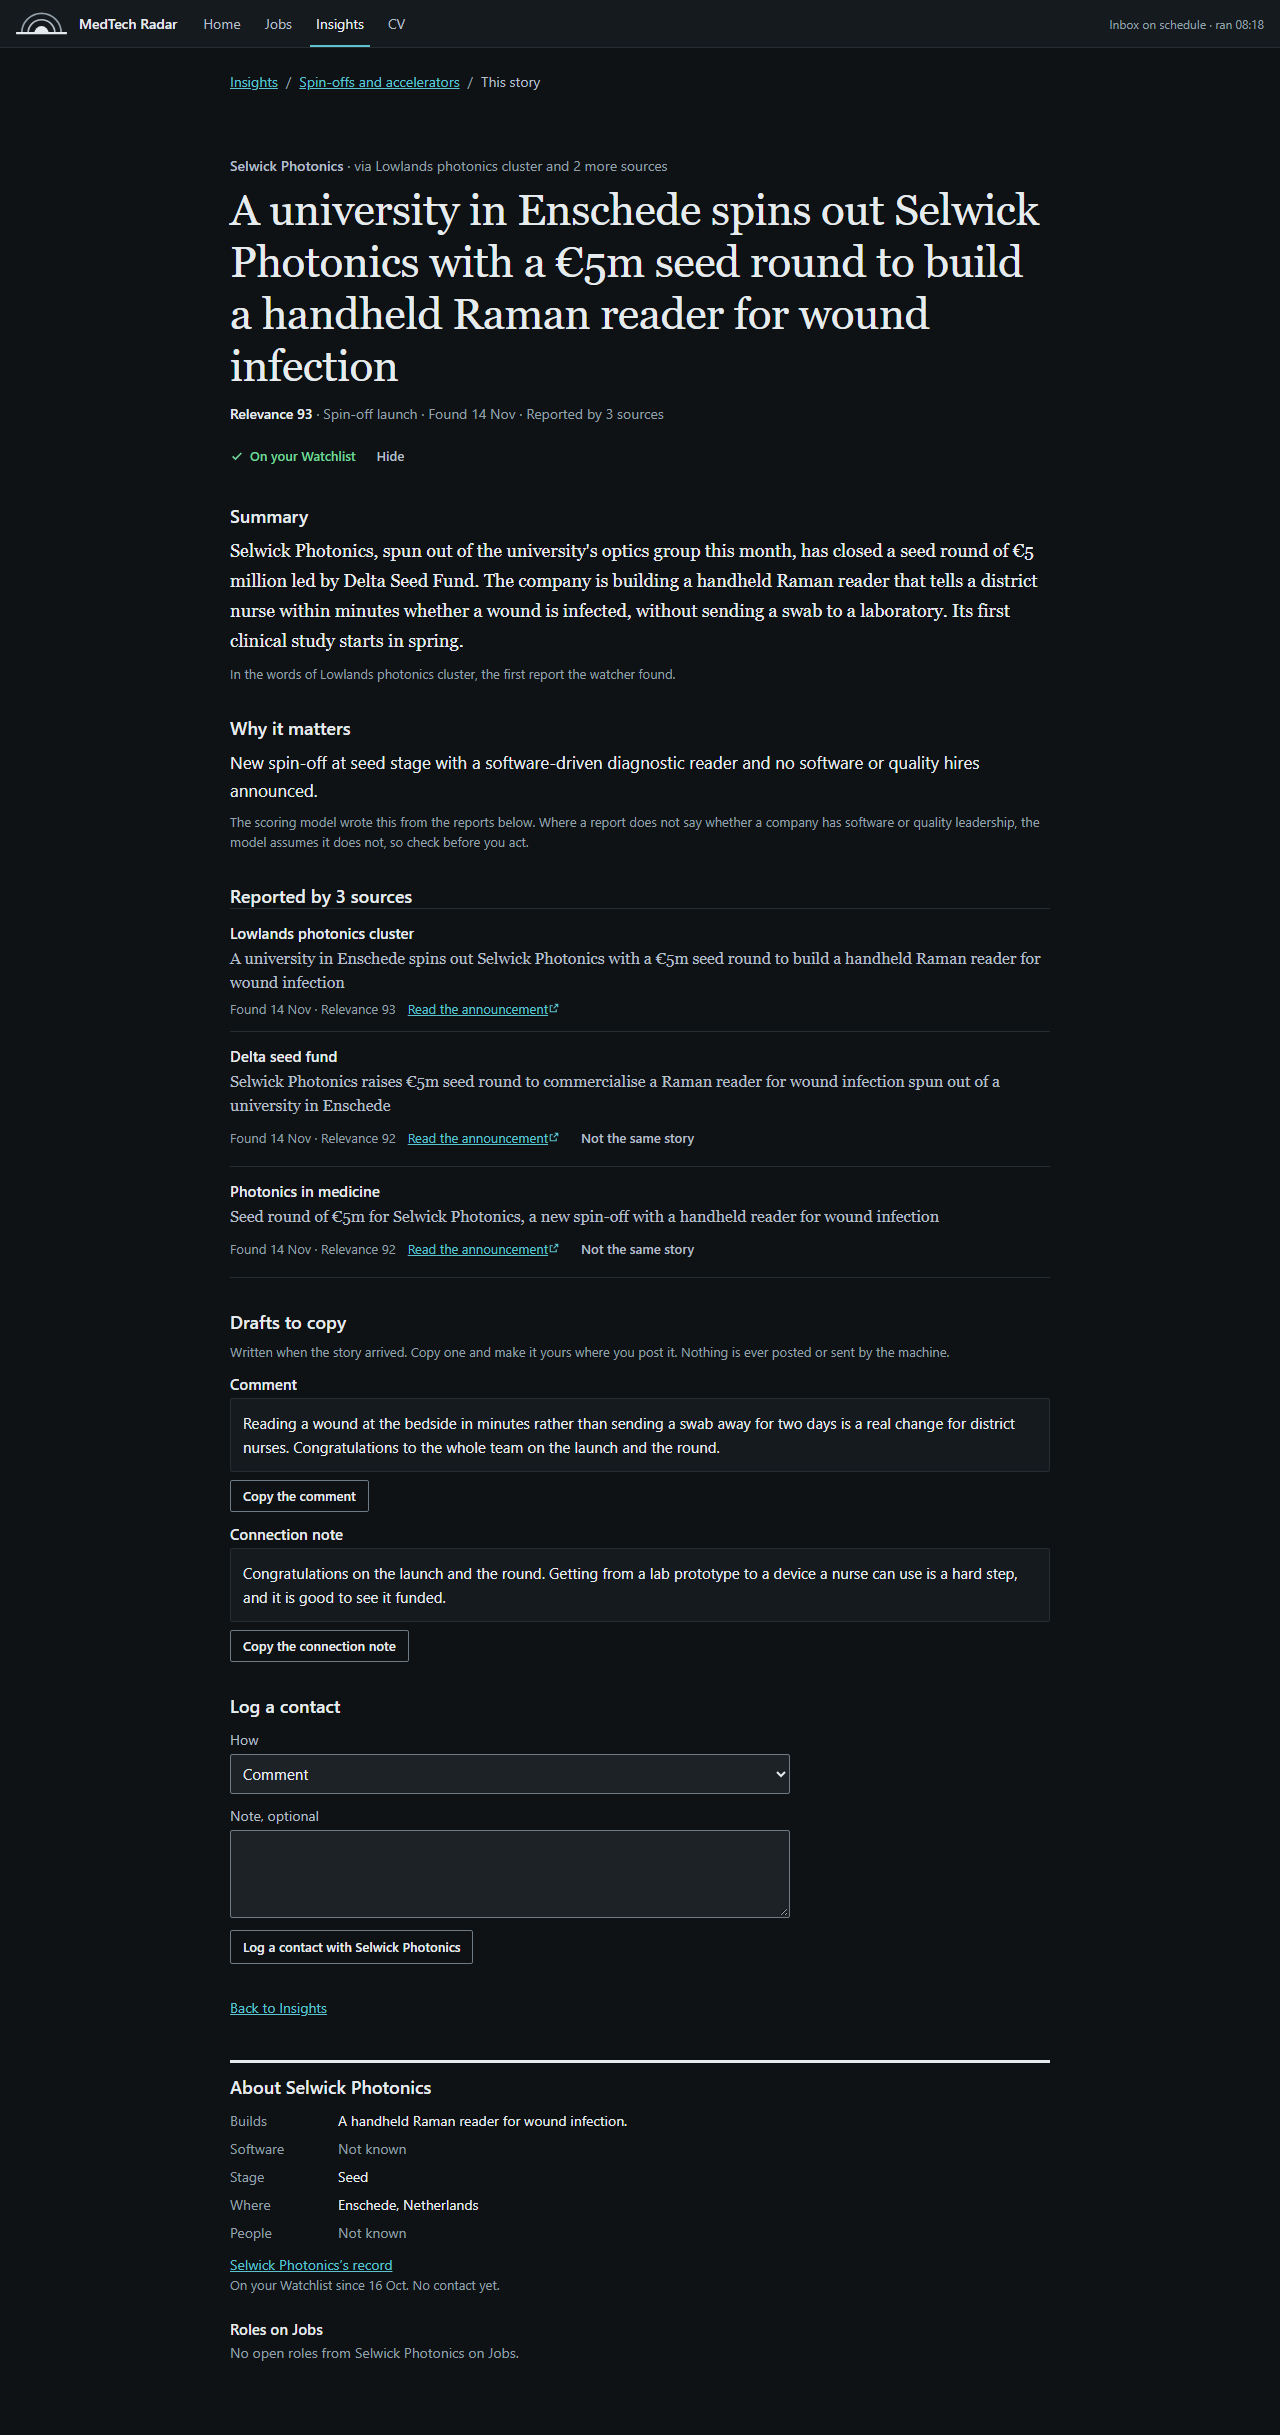 MedTech Radar Home Jobs Insights CV Inbox on schedule · ran 08:18
Insights / Spin-offs and accelerators / This story
Selwick Photonics · via Lowlands photonics cluster and 2 more sources
A university in Enschede spins out Selwick
Photonics with a €5m seed round to build
a handheld Raman reader for wound
infection
Relevance 93 · Spin-off launch · Found 14 Nov · Reported by 3 sources
✓ On your Watchlist Hide
Summary
Selwick Photonics, spun out of the university's optics group this month, has closed a seed round of €5
million led by Delta Seed Fund. The company is building a handheld Raman reader that tells a district
nurse within minutes whether a wound is infected, without sending a swab to a laboratory. Its first
clinical study starts in spring.
In the words of Lowlands photonics cluster, the first report the watcher found.
Why it matters
New spin-off at seed stage with a software-driven diagnostic reader and no software or quality hires
announced.
The scoring model wrote this from the reports below. Where a report does not say whether a company has software or quality leadership, the
model assumes it does not, so check before you act.
Reported by 3 sources
Lowlands photonics cluster
A university in Enschede spins out Selwick Photonics with a €5m seed round to build a handheld Raman reader for
wound infection
Found 14 Nov · Relevance 93 Read the announcement
Delta seed fund
Selwick Photonics raises €5m seed round to commercialise a Raman reader for wound infection spun out of a
university in Enschede
Found 14 Nov · Relevance 92 Read the announcement Not the same story
Photonics in medicine
Seed round of €5m for Selwick Photonics, a new spin-off with a handheld reader for wound infection
Found 14 Nov · Relevance 92 Read the announcement Not the same story
Drafts to copy
Written when the story arrived. Copy one and make it yours where you post it. Nothing is ever posted or sent by the machine.
Comment
Reading a wound at the bedside in minutes rather than sending a swab away for two days is a real change for district
nurses. Congratulations to the whole team on the launch and the round.
Copy the comment
Connection note
Congratulations on the launch and the round. Getting from a lab prototype to a device a nurse can use is a hard step,
and it is good to see it funded.
Copy the connection note
Log a contact
How
Comment
Note, optional
Log a contact with Selwick Photonics
Back to Insights
About Selwick Photonics
Builds A handheld Raman reader for wound infection.
Software Not known
Stage Seed
Where Enschede, Netherlands
People Not known
Selwick Photonics's record
On your Watchlist since 16 Oct. No contact yet.
Roles on Jobs
No open roles from Selwick Photonics on Jobs.